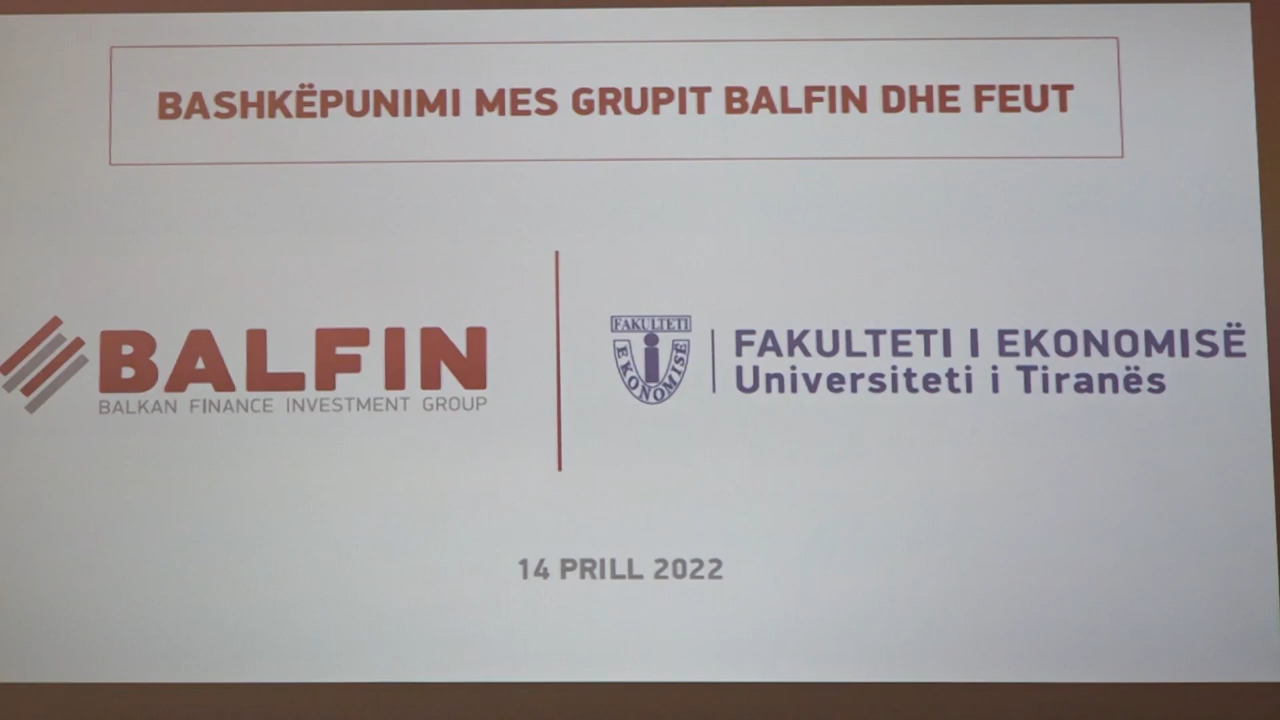 BASHKËPUNIMI MES GRUPIT BALFIN DHE FEUT
BALFIN
BALKAN FINANCE INVESTMENT GROUP
FAKULTETI
EKONOMISË
FAKULTETI I EKONOMISË
Universiteti i Tiranës
14 PRILL 2022